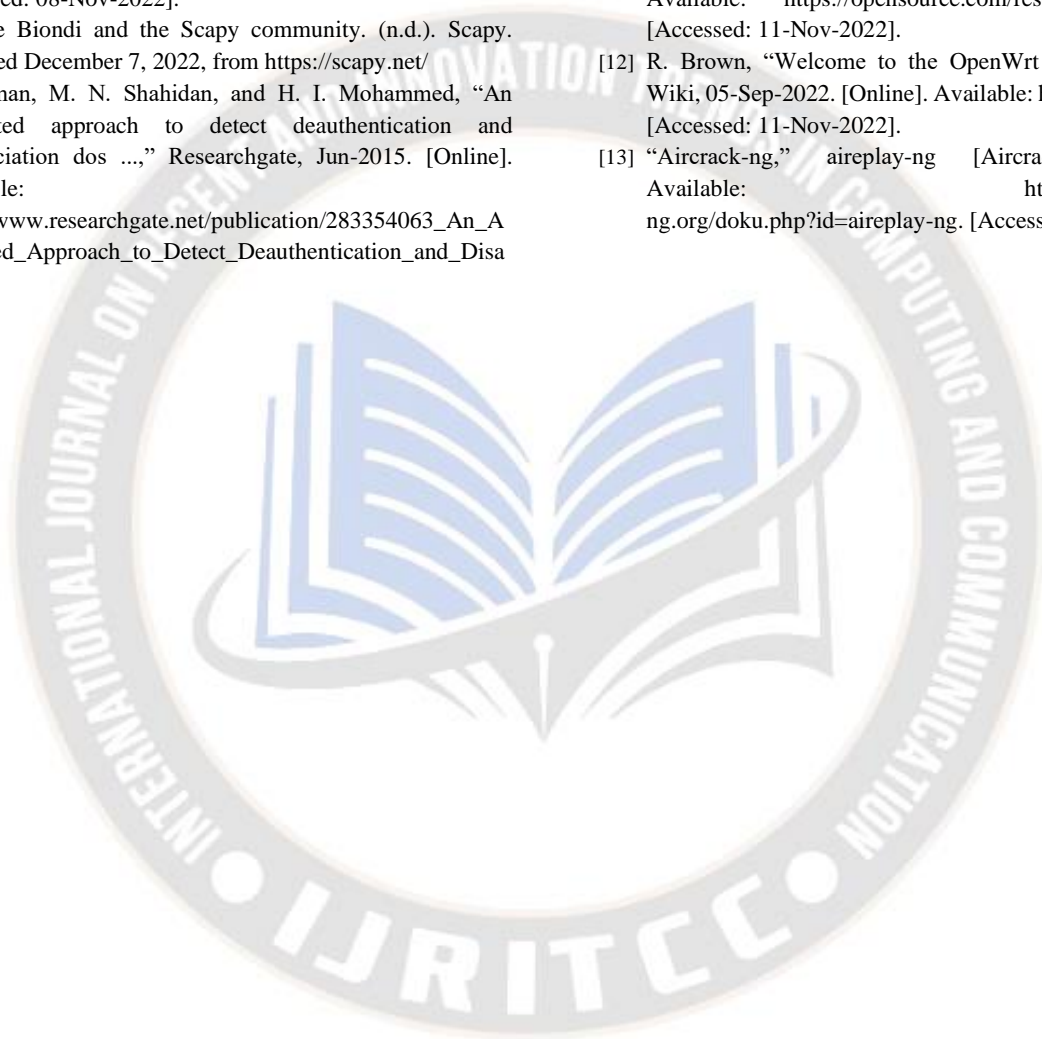 ed: 08-Nov-2022].
e Biondi and the Scapy community. (n.d.). Scapy.
ed December 7, 2022, from https://scapy.net/
man, M. N. Shahidan, and H. I. Mohammed, “An
ted approach to detect deauthentication and
ciation dos ...,” Researchgate, Jun-2015. [Online].
le:
www.researchgate.net/publication/283354063_An_A
ed_Approach_to_Detect_Deauthentication_and_Disa
Available: https://opensource.com/res
[Accessed: 11-Nov-2022].
[12] R. Brown, “Welcome to the OpenWrt
Wiki, 05-Sep-2022. [Online]. Available:
[Accessed: 11-Nov-2022].
[13] “Aircrack-ng,” aireplay-ng [Aircra
Available: ht
ng.org/doku.php?id=aireplay-ng. [Access
INTERNATIONAL JOURNAL ON RECENT AND INNOVATION TRENDS IN COMPUTING AND COMMUNICATION
IJRITCC